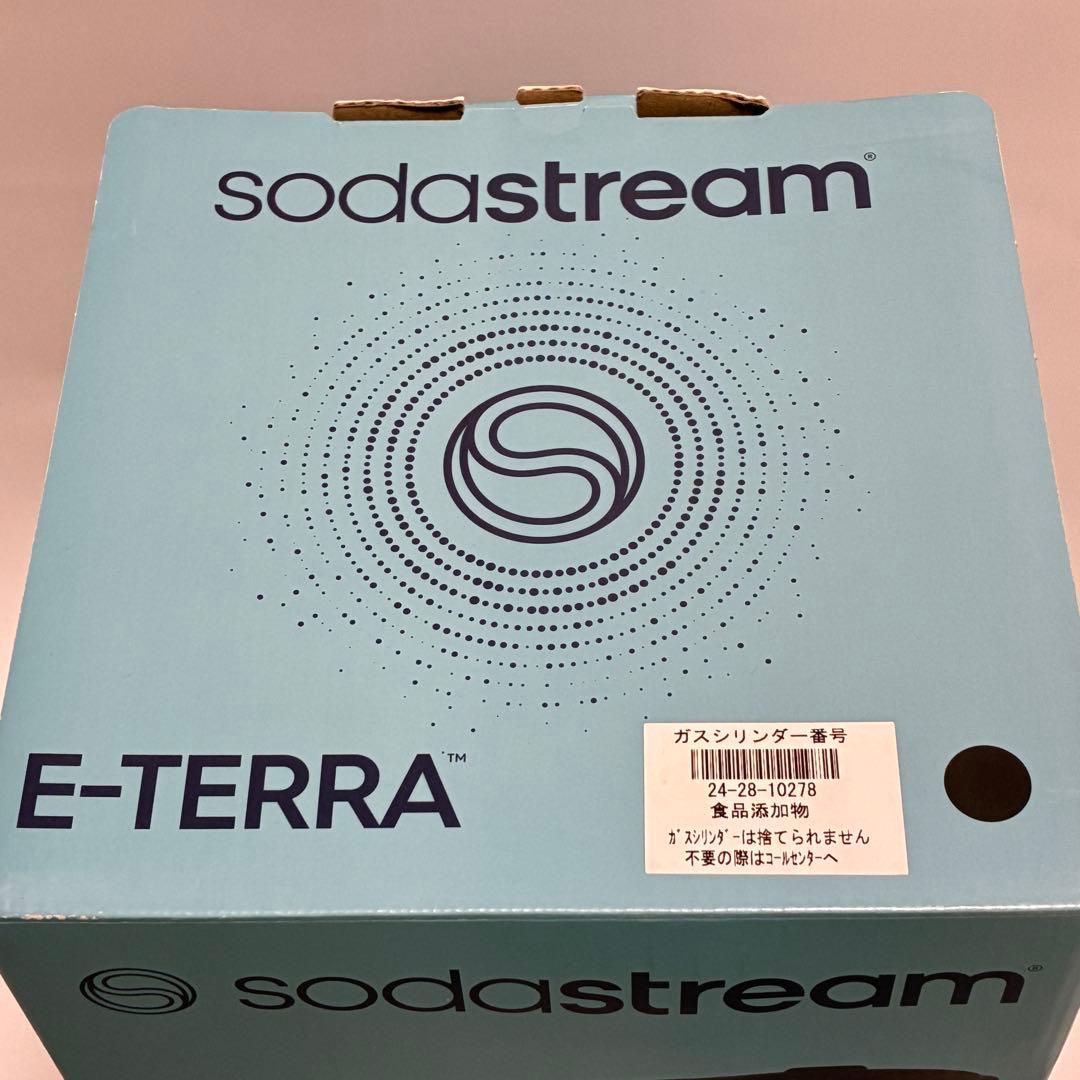 sodastream®
E-TERRA™
ガスシリンダー番号
24-28-10278
食品添加物
ガスシリンダーは捨てられません
不要の際はコールセンターへ
sodastream®